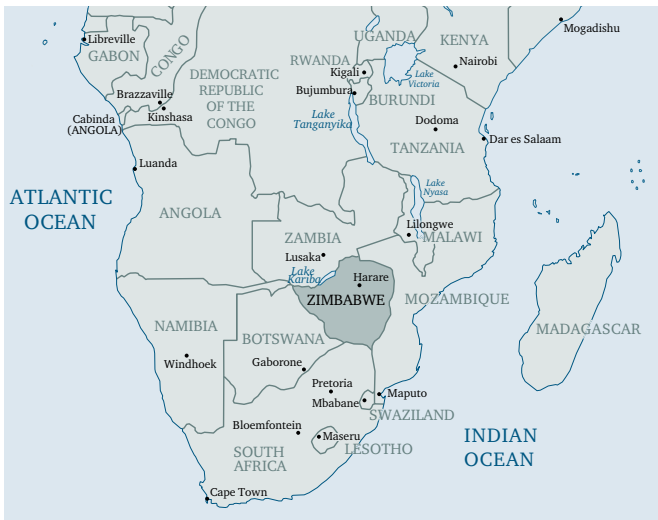 Mogadishu
UGANDA
KENYA
Libreville
GABON
CONGO
RWANDA
Nairobi
Kigali
Lake
Victoria
DEMOCRATIC
REPUBLIC
OF THE
CONGO
Bujumbura
BURUNDI
Brazzaville
Kinshasa
Cabinda
(ANGOLA)
Lake
Tanganyika
Dodoma
TANZANIA
Dar es Salaam
Luanda
ATLANTIC
OCEAN
ANGOLA
Lake
Nyasa
Lilongwe
MALAWI
ZAMBIA
Lusaka
Lake
Kariba
Harare
ZIMBABWE
MOZAMBIQUE
NAMIBIA
BOTSWANA
MADAGASCAR
Windhoek
Gaborone
Pretoria
Mbabane
Maputo
SWAZILAND
Bloemfontein
Maseru
LESOTHO
SOUTH
AFRICA
INDIAN
OCEAN
Cape Town